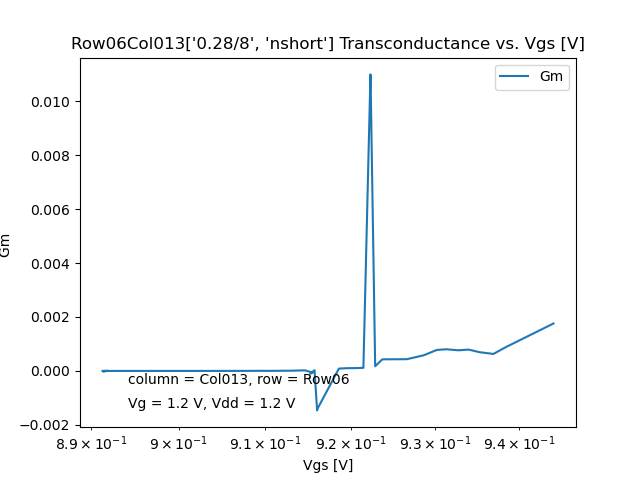 Row06Col013['0.28/8', 'nshort'] Transconductance vs. Vgs [V]
Gm
0.010
0.008
0.006
0.004
0.002
0.000
−0.002
Gm
column = Col013, row = Row06
Vg = 1.2 V, Vdd = 1.2 V
8.9 × 10⁻¹ 9 × 10⁻¹ 9.1 × 10⁻¹ 9.2 × 10⁻¹ 9.3 × 10⁻¹ 9.4 × 10⁻¹
Vgs [V]